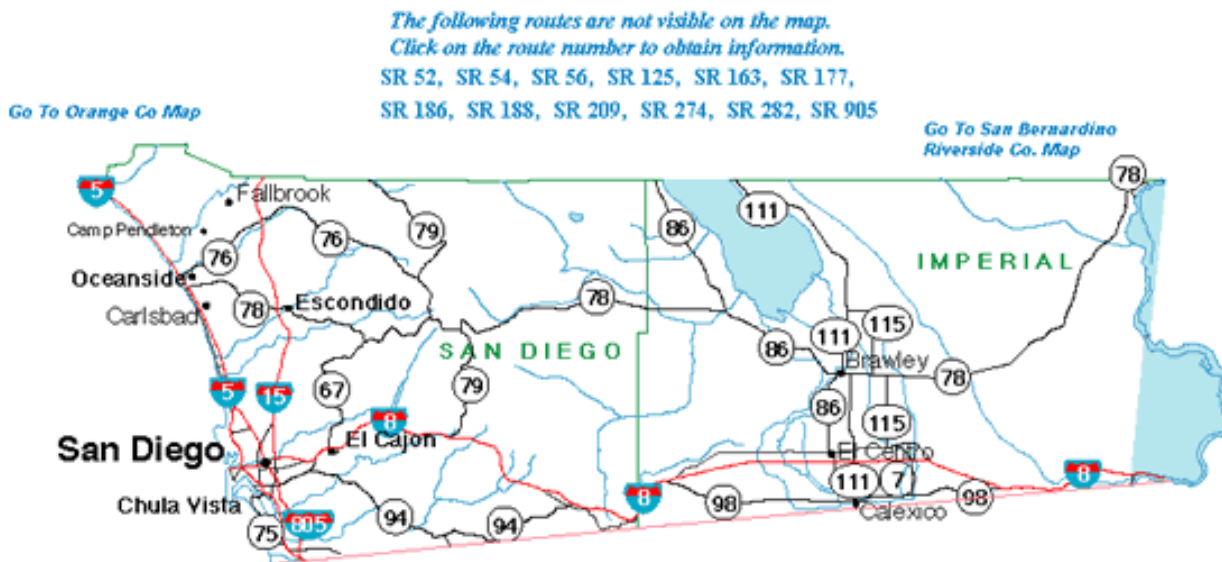 The following routes are not visible on the map.
Click on the route number to obtain information.
SR 52, SR 54, SR 56, SR 125, SR 163, SR 177,
SR 186, SR 188, SR 209, SR 274, SR 282, SR 905
Go To Orange Co Map
Go To San Bernardino
Riverside Co. Map
78
5
Fallbrook
111
Camp Pendleton
79
86
76
76
IMPERIAL
Oceanside
78
Escondido
78
Carlsbad
115
111
SAN DIEGO
86
Brawley
79
78
5
15
67
86
8
115
El Cajon
San Diego
El Centro
8
111
7
8
98
98
Chula Vista
Calexico
94
805
94
75